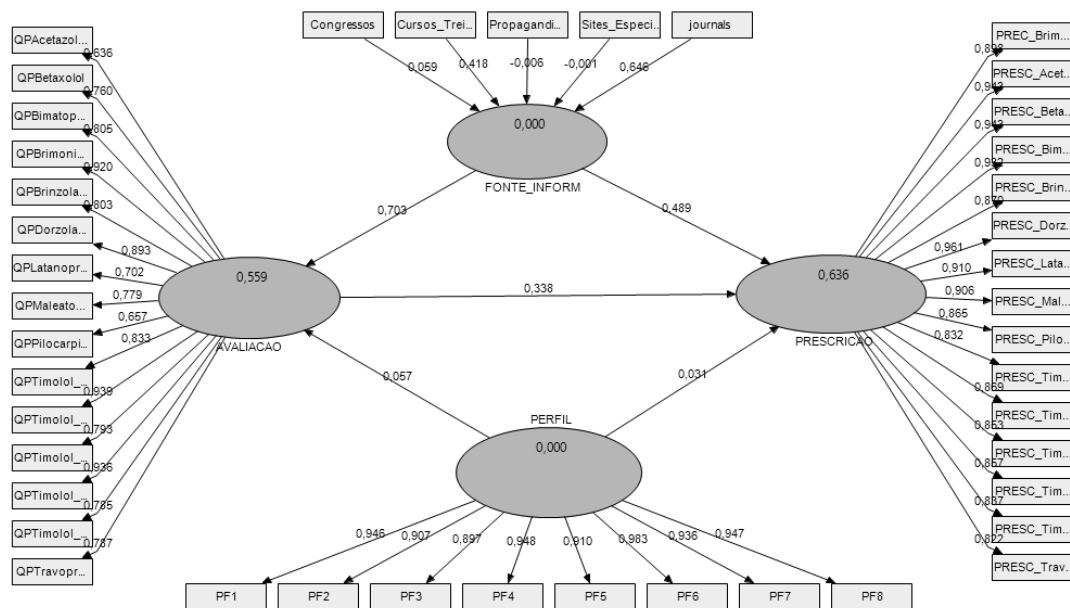 Congressos
Cursos_Trei...
Propagandi...
Sites_Especi...
journals
0,059
0,418
-0,006
-0,001
0,646
0,000
FONTE_INFORM
0,703
0,489
QPAcetazol...
QPBetaxolol
QPBimatop...
QPBrimoni...
QPBrinzola...
QPDorzola...
QPLatanopr...
QPMaleato...
QPPilocarpi...
QPTimolol_...
QPTimolol_...
QPTimolol_...
QPTimolol_...
QPTimolol_...
QPTravopr...
0,636
0,760
0,805
0,920
0,803
0,893
0,702
0,779
0,657
0,833
0,939
0,793
0,936
0,785
0,787
0,559
AVALIACAO
0,338
0,636
PRESCRICAO
PREC_Brim...
PRESC_Acet...
PRESC_Beta...
PRESC_Bim...
PRESC_Brin...
PRESC_Dorz...
PRESC_Lata...
PRESC_Mal...
PRESC_Pilo...
PRESC_Tim...
PRESC_Tim...
PRESC_Tim...
PRESC_Tim...
PRESC_Tim...
PRESC_Trav...
0,943
0,879
0,961
0,910
0,906
0,865
0,832
0,869
0,837
0,822
0,057
0,031
PERFIL
0,000
0,946
0,907
0,897
0,948
0,910
0,983
0,936
0,947
PF1
PF2
PF3
PF4
PF5
PF6
PF7
PF8